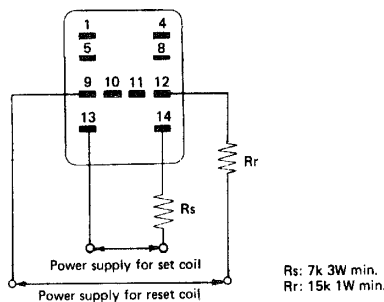 1 4
5 8
9 10 11 12
13 14
Rr
Rs
Power supply for set coil
Power supply for reset coil
Rs: 7k 3W min.
Rr: 15k 1W min.